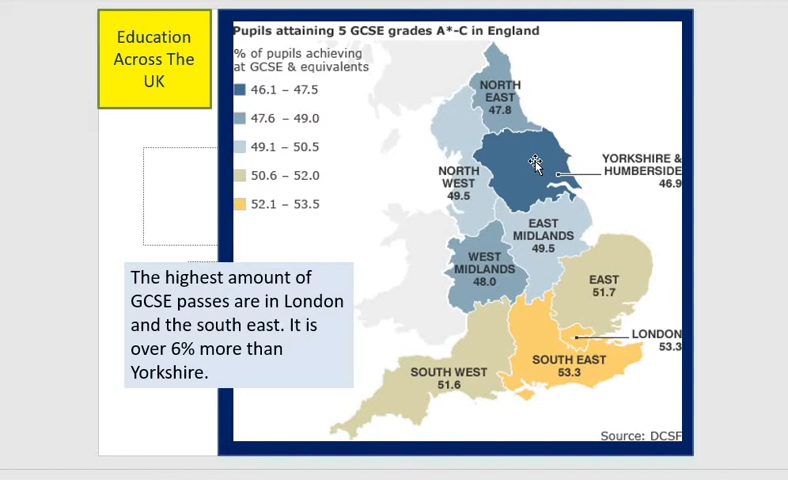 Education
Across The
UK
Pupils attaining 5 GCSE grades A*-C in England
% of pupils achieving
at GCSE & equivalents
46.1 – 47.5
47.6 – 49.0
49.1 – 50.5
50.6 – 52.0
52.1 – 53.5
NORTH
EAST
47.8
YORKSHIRE &
HUMBERSIDE
46.9
NORTH
WEST
49.5
EAST
MIDLANDS
49.5
WEST
MIDLANDS
48.0
EAST
51.7
LONDON
53.3
SOUTH EAST
53.3
SOUTH WEST
51.6
The highest amount of
GCSE passes are in London
and the south east. It is
over 6% more than
Yorkshire.
Source: DCSF